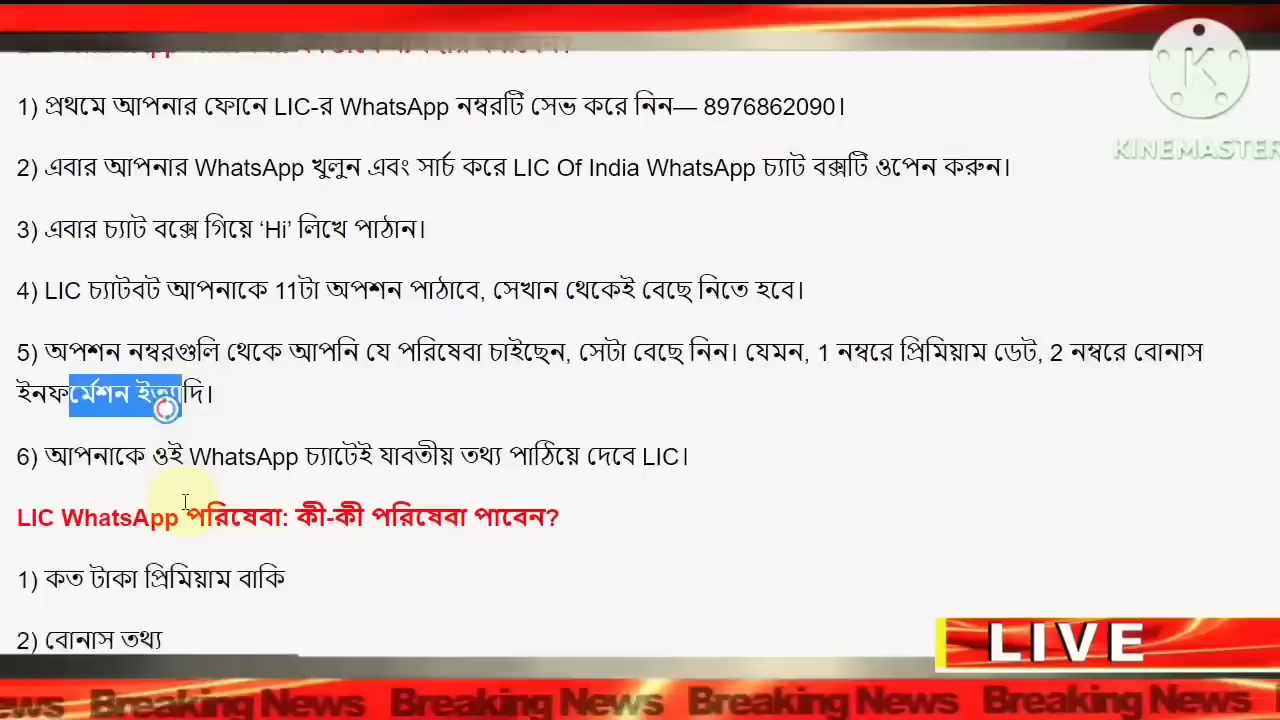 1) প্রথমে আপনার ফোনে LIC-র WhatsApp নম্বরটি সেভ করে নিন— 8976862090।
KINEMASTER
2) এবার আপনার WhatsApp খুলুন এবং সার্চ করে LIC Of India WhatsApp চ্যাট বক্সটি ওপেন করুন।
3) এবার চ্যাট বক্সে গিয়ে ‘Hi’ লিখে পাঠান।
4) LIC চ্যাটবট আপনাকে 11টা অপশন পাঠাবে, সেখান থেকেই বেছে নিতে হবে।
5) অপশন নম্বরগুলি থেকে আপনি যে পরিষেবা চাইছেন, সেটা বেছে নিন। যেমন, 1 নম্বরে প্রিমিয়াম ডেট, 2 নম্বরে বোনাস
ইনফর্মেশন ইত্যাদি।
6) আপনাকে ওই WhatsApp চ্যাটেই যাবতীয় তথ্য পাঠিয়ে দেবে LIC।
LIC WhatsApp পরিষেবা: কী-কী পরিষেবা পাবেন?
1) কত টাকা প্রিমিয়াম বাকি
2) বোনাস তথ্য
LIVE
ews Breaking News Breaking News Breaking News Breaking News